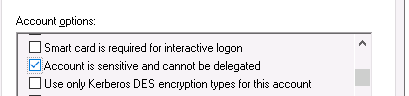 Account options:
Smart card is required for interactive logon
Account is sensitive and cannot be delegated
Use only Kerberos DES encryption types for this account